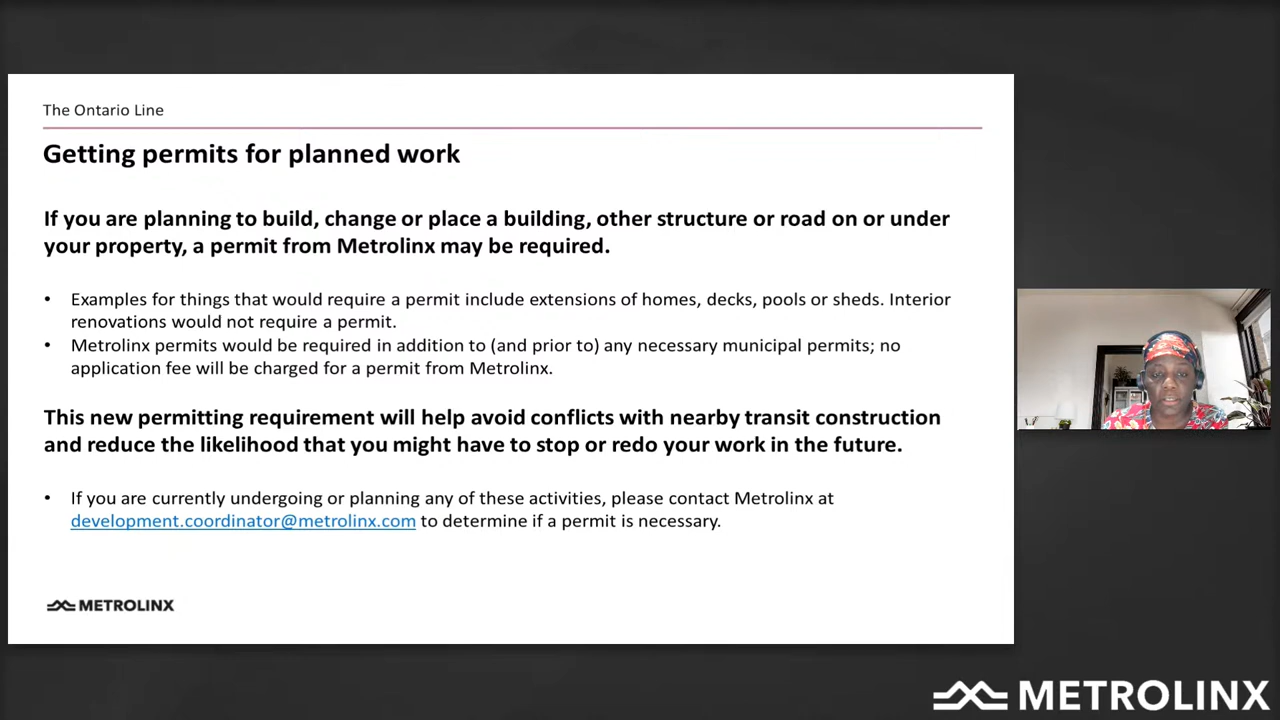 The Ontario Line
Getting permits for planned work
If you are planning to build, change or place a building, other structure or road on or under
your property, a permit from Metrolinx may be required.
• Examples for things that would require a permit include extensions of homes, decks, pools or sheds. Interior
renovations would not require a permit.
• Metrolinx permits would be required in addition to (and prior to) any necessary municipal permits; no
application fee will be charged for a permit from Metrolinx.
This new permitting requirement will help avoid conflicts with nearby transit construction
and reduce the likelihood that you might have to stop or redo your work in the future.
• If you are currently undergoing or planning any of these activities, please contact Metrolinx at
development.coordinator@metrolinx.com to determine if a permit is necessary.
METROLINX
METROLINX